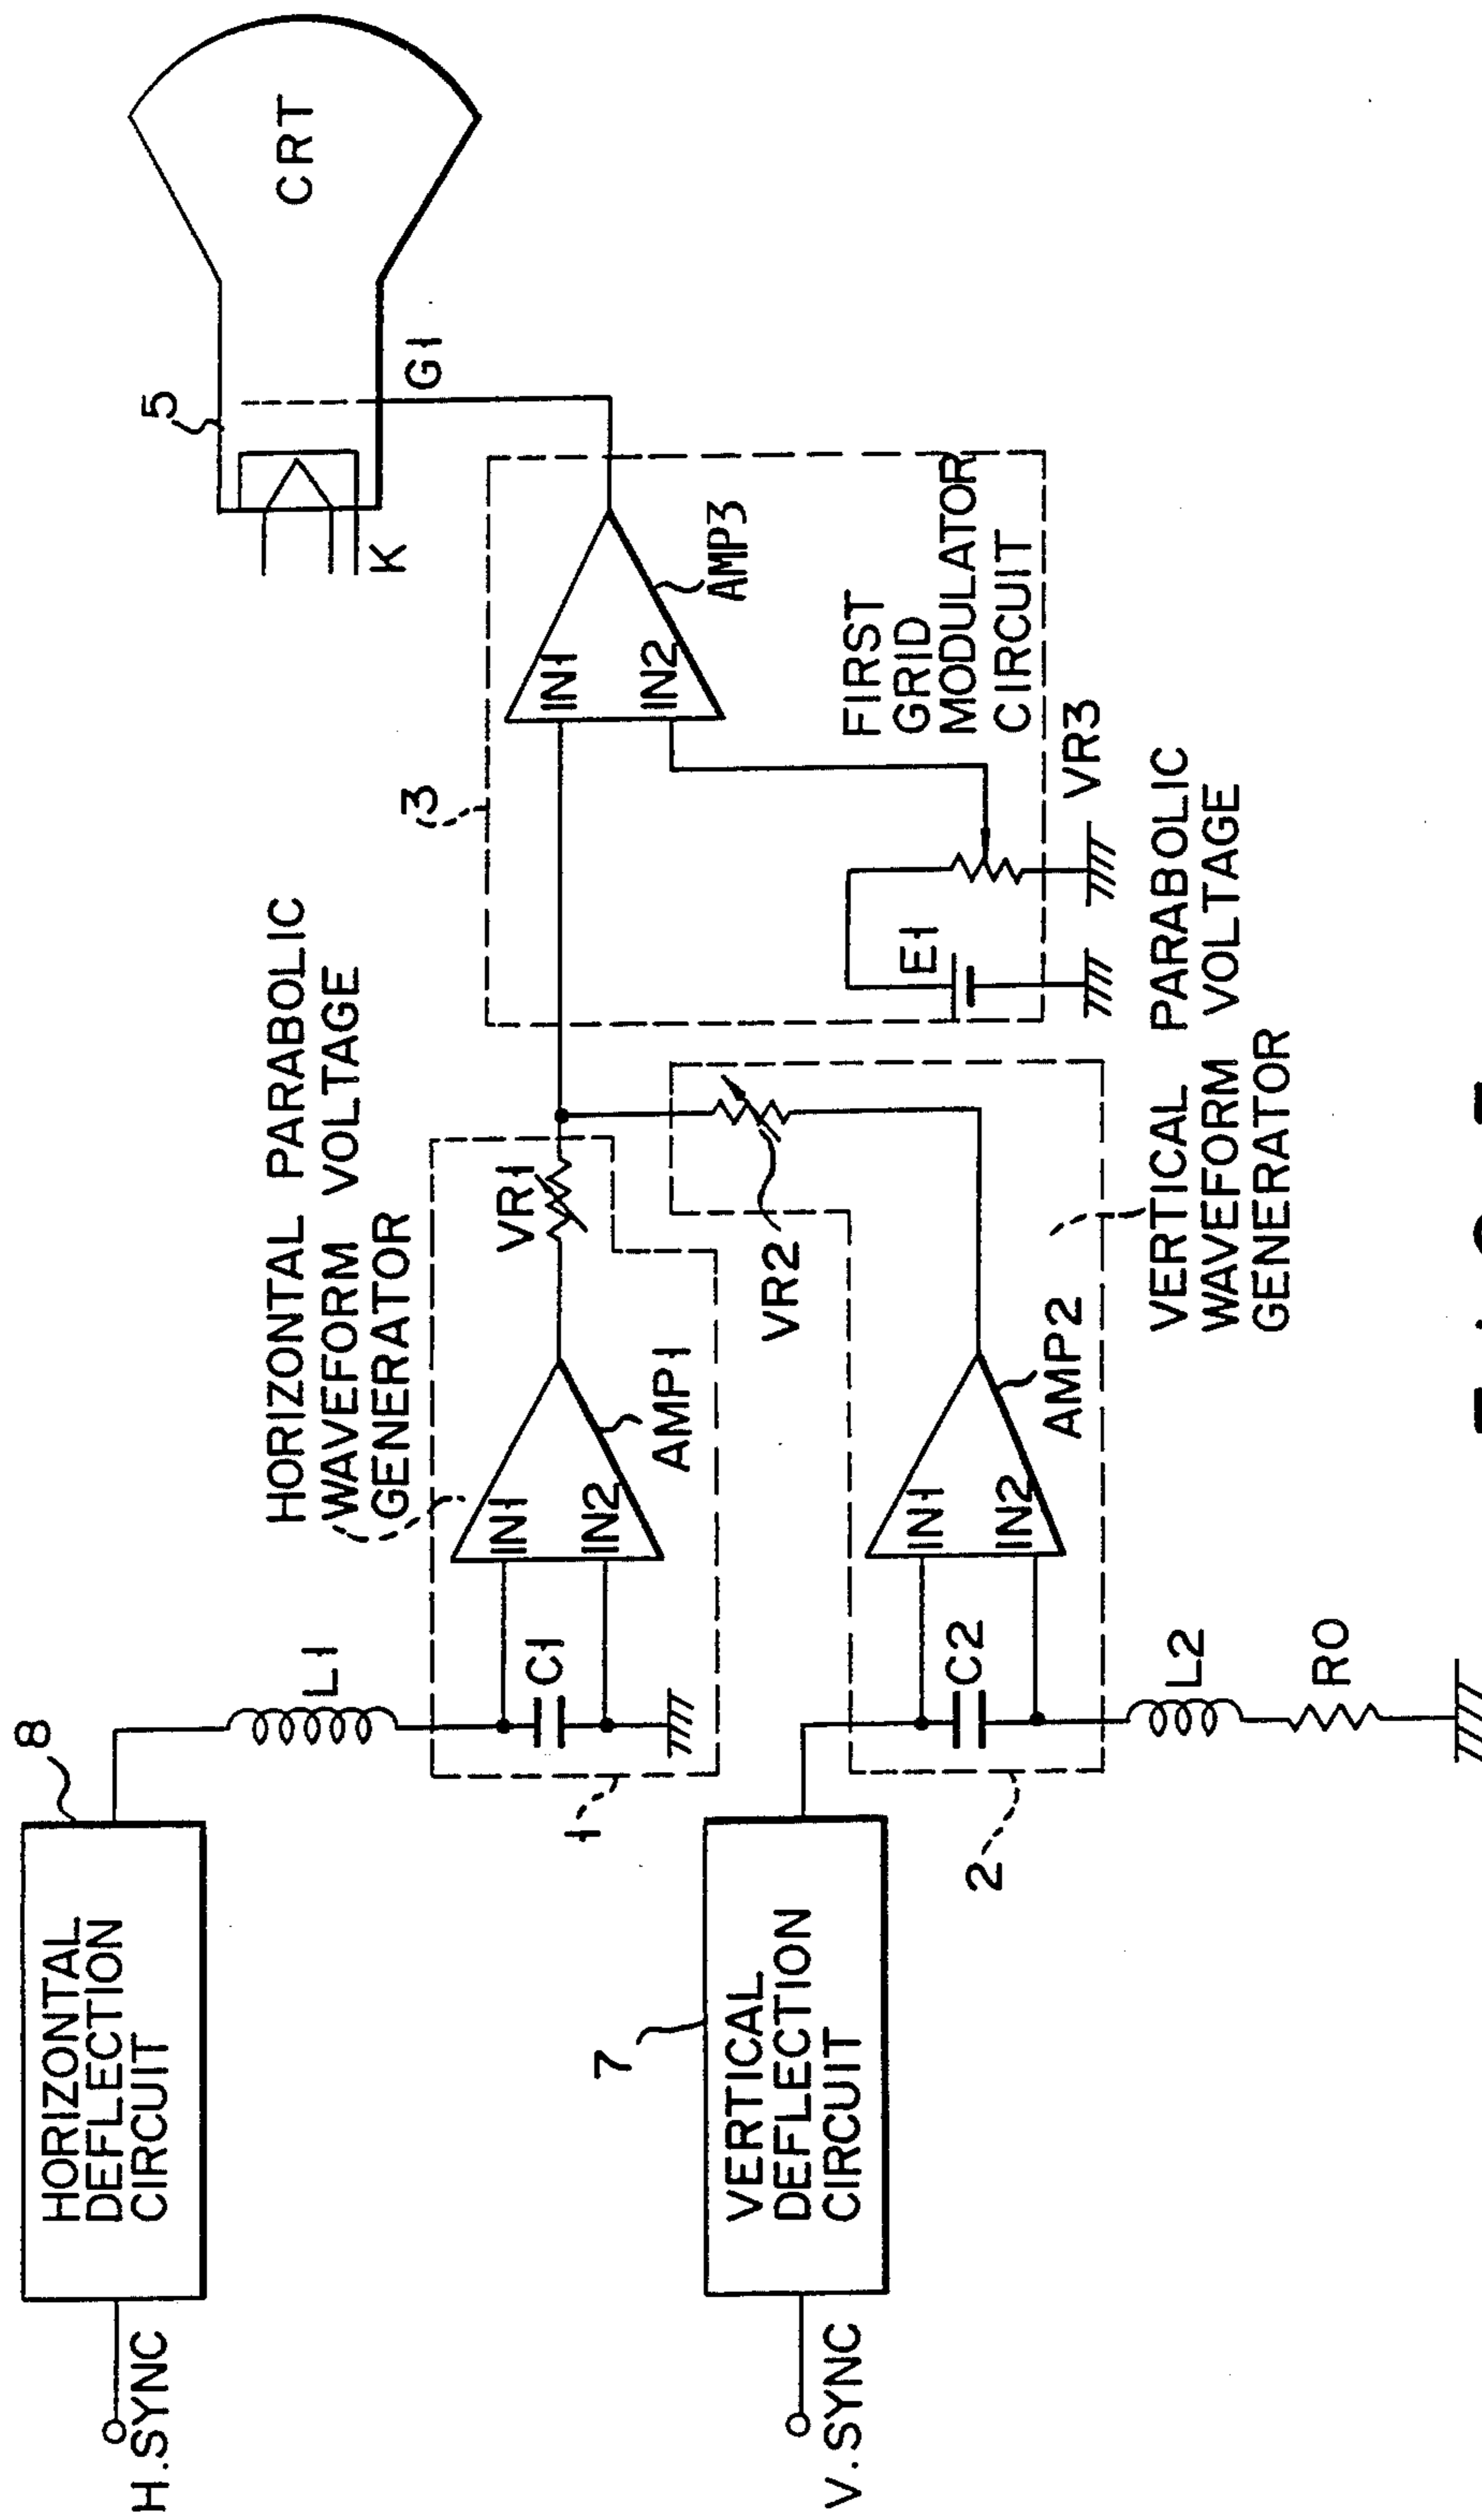 H.SYNC
HORIZONTAL
DEFLECTION
CIRCUIT
8
L1
HORIZONTAL PARABOLIC
WAVEFORM VOLTAGE
GENERATOR
1
C1
IN1
IN2
AMP1
VR1
3
IN1
IN2
AMP3
FIRST
GRID
MODULATOR
CIRCUIT
E1
VR3
5
K
G1
CRT
V.SYNC
VERTICAL
DEFLECTION
CIRCUIT
7
2
C2
IN1
IN2
AMP2
VR2
L2
RO
VERTICAL PARABOLIC
WAVEFORM VOLTAGE
GENERATOR